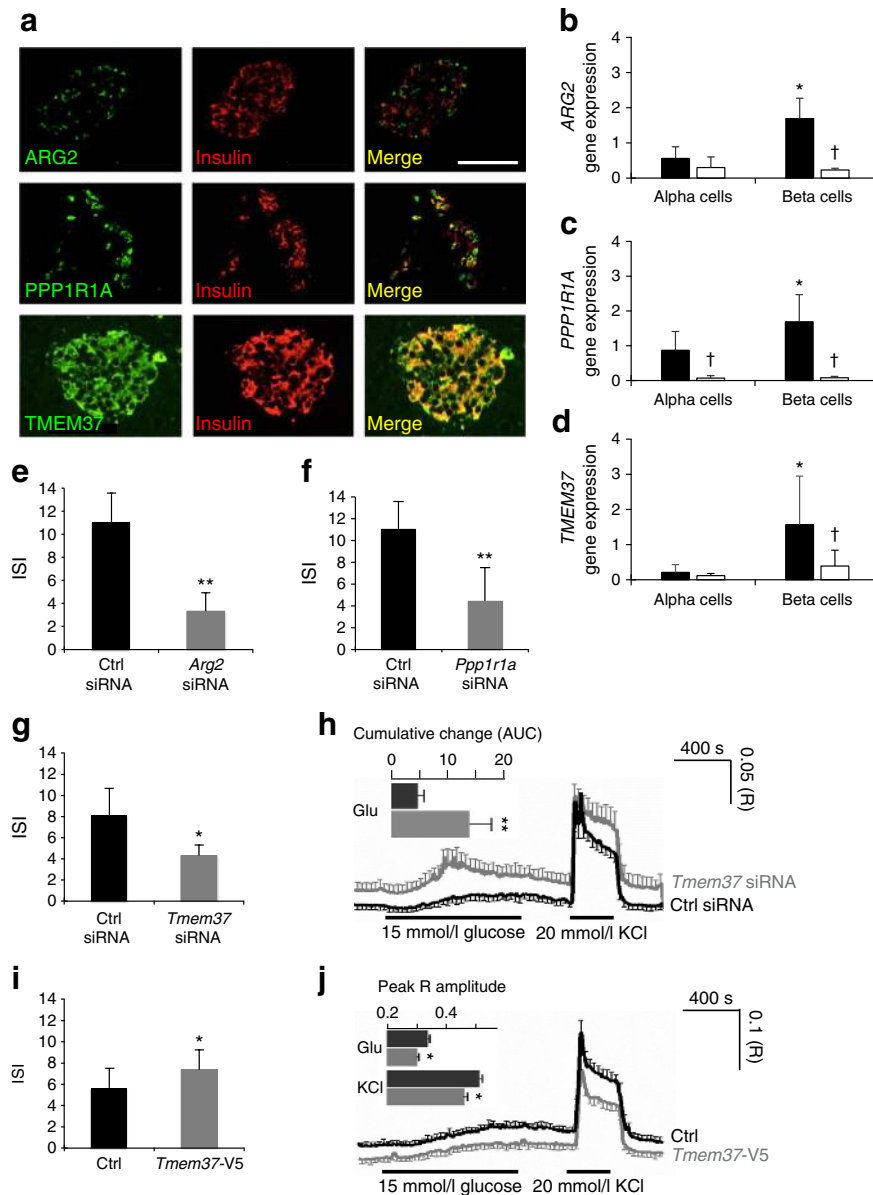 a
ARG2
Insulin
Merge
PPP1R1A
Insulin
Merge
TMEM37
Insulin
Merge
b
ARG2
gene expression
4
3
2
1
0
*
†
Alpha cells
Beta cells
c
PPP1R1A
gene expression
4
3
2
1
0
†
*
†
Alpha cells
Beta cells
d
TMEM37
gene expression
4
3
2
1
0
*
†
Alpha cells
Beta cells
e
ISI
14
12
10
8
6
4
2
0
**
Ctrl
siRNA
Arg2
siRNA
f
ISI
14
12
10
8
6
4
2
0
**
Ctrl
siRNA
Ppp1r1a
siRNA
g
ISI
14
12
10
8
6
4
2
0
*
Ctrl
siRNA
Tmem37
siRNA
h
Cumulative change (AUC)
0 10 20
Glu
**
400 s
0.05 (R)
Tmem37 siRNA
Ctrl siRNA
15 mmol/l glucose
20 mmol/l KCl
i
ISI
14
12
10
8
6
4
2
0
*
Ctrl
Tmem37-V5
j
Peak R amplitude
0.2 0.4
Glu
*
KCl
*
400 s
0.1 (R)
Ctrl
Tmem37-V5
15 mmol/l glucose
20 mmol/l KCl